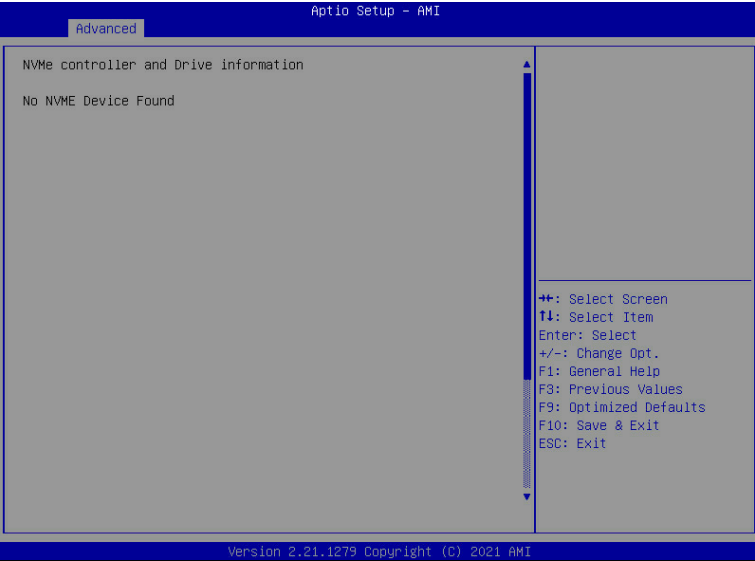 Aptio Setup – AMI
Advanced
NVMe controller and Drive information
No NVME Device Found
→←: Select Screen
↑↓: Select Item
Enter: Select
+/-: Change Opt.
F1: General Help
F3: Previous Values
F9: Optimized Defaults
F10: Save & Exit
ESC: Exit
Version 2.21.1279 Copyright (C) 2021 AMI